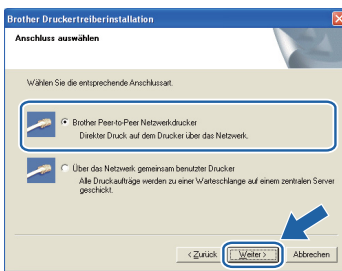 Brother Druckertreiberinstallation
Anschluss auswählen
Wählen Sie die entsprechende Anschlussart.
Brother Peer-to-Peer Netzwerkdrucker
Direkter Druck auf dem Drucker über das Netzwerk.
Über das Netzwerk gemeinsam benutzter Drucker
Alle Druckaufträge werden zu einer Warteschlange auf einem zentralen Server
geschickt.
< Zurück Weiter > Abbrechen